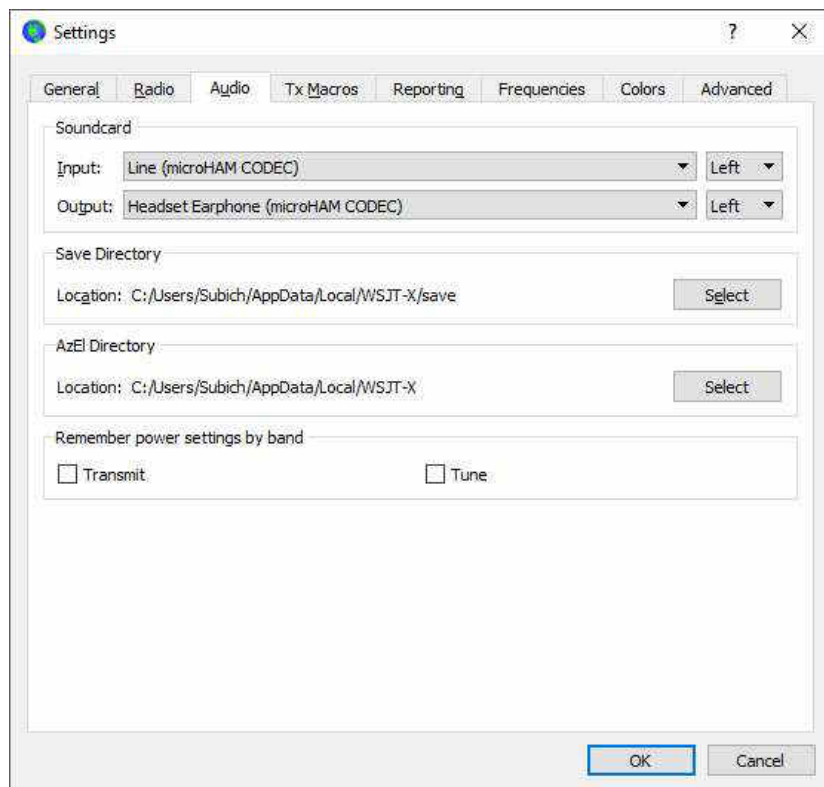 Settings
?
General Radio Audio Tx Macros Reporting Frequencies Colors Advanced
Soundcard
Input: Line (microHAM CODEC) Left
Output: Headset Earphone (microHAM CODEC) Left
Save Directory
Location: C:/Users/Subich/AppData/Local/WSJT-X/save Select
AzEl Directory
Location: C:/Users/Subich/AppData/Local/WSJT-X Select
Remember power settings by band
Transmit Tune
OK Cancel